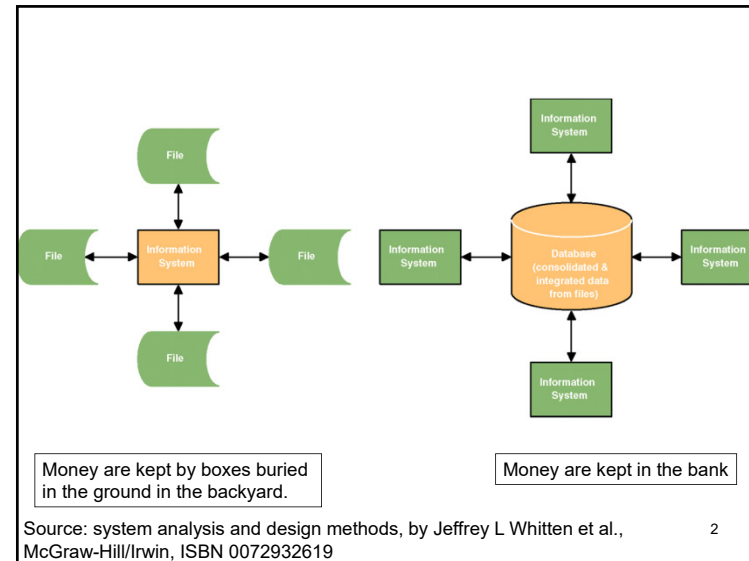 File
File
Information
System
File
File
Information
System
Information
System
Database
(consolidated &
integrated data
from files)
Information
System
Information
System
Money are kept by boxes buried
in the ground in the backyard.
Money are kept in the bank
Source: system analysis and design methods, by Jeffrey L Whitten et al.,
McGraw-Hill/Irwin, ISBN 0072932619
2